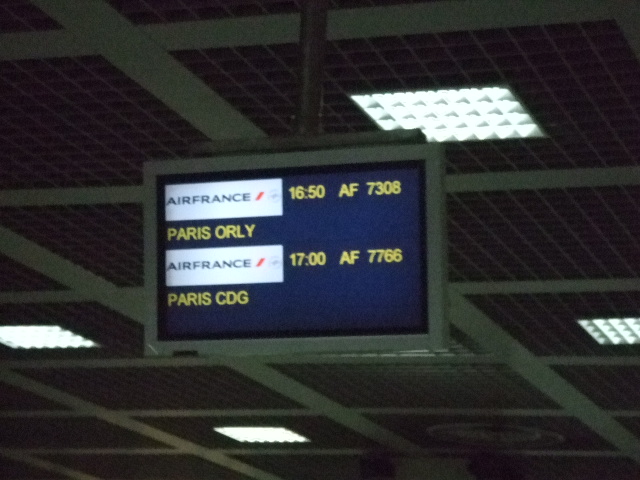 AIRFRANCE 16:50 AF 7308
PARIS ORLY
AIRFRANCE 17:00 AF 7766
PARIS CDG